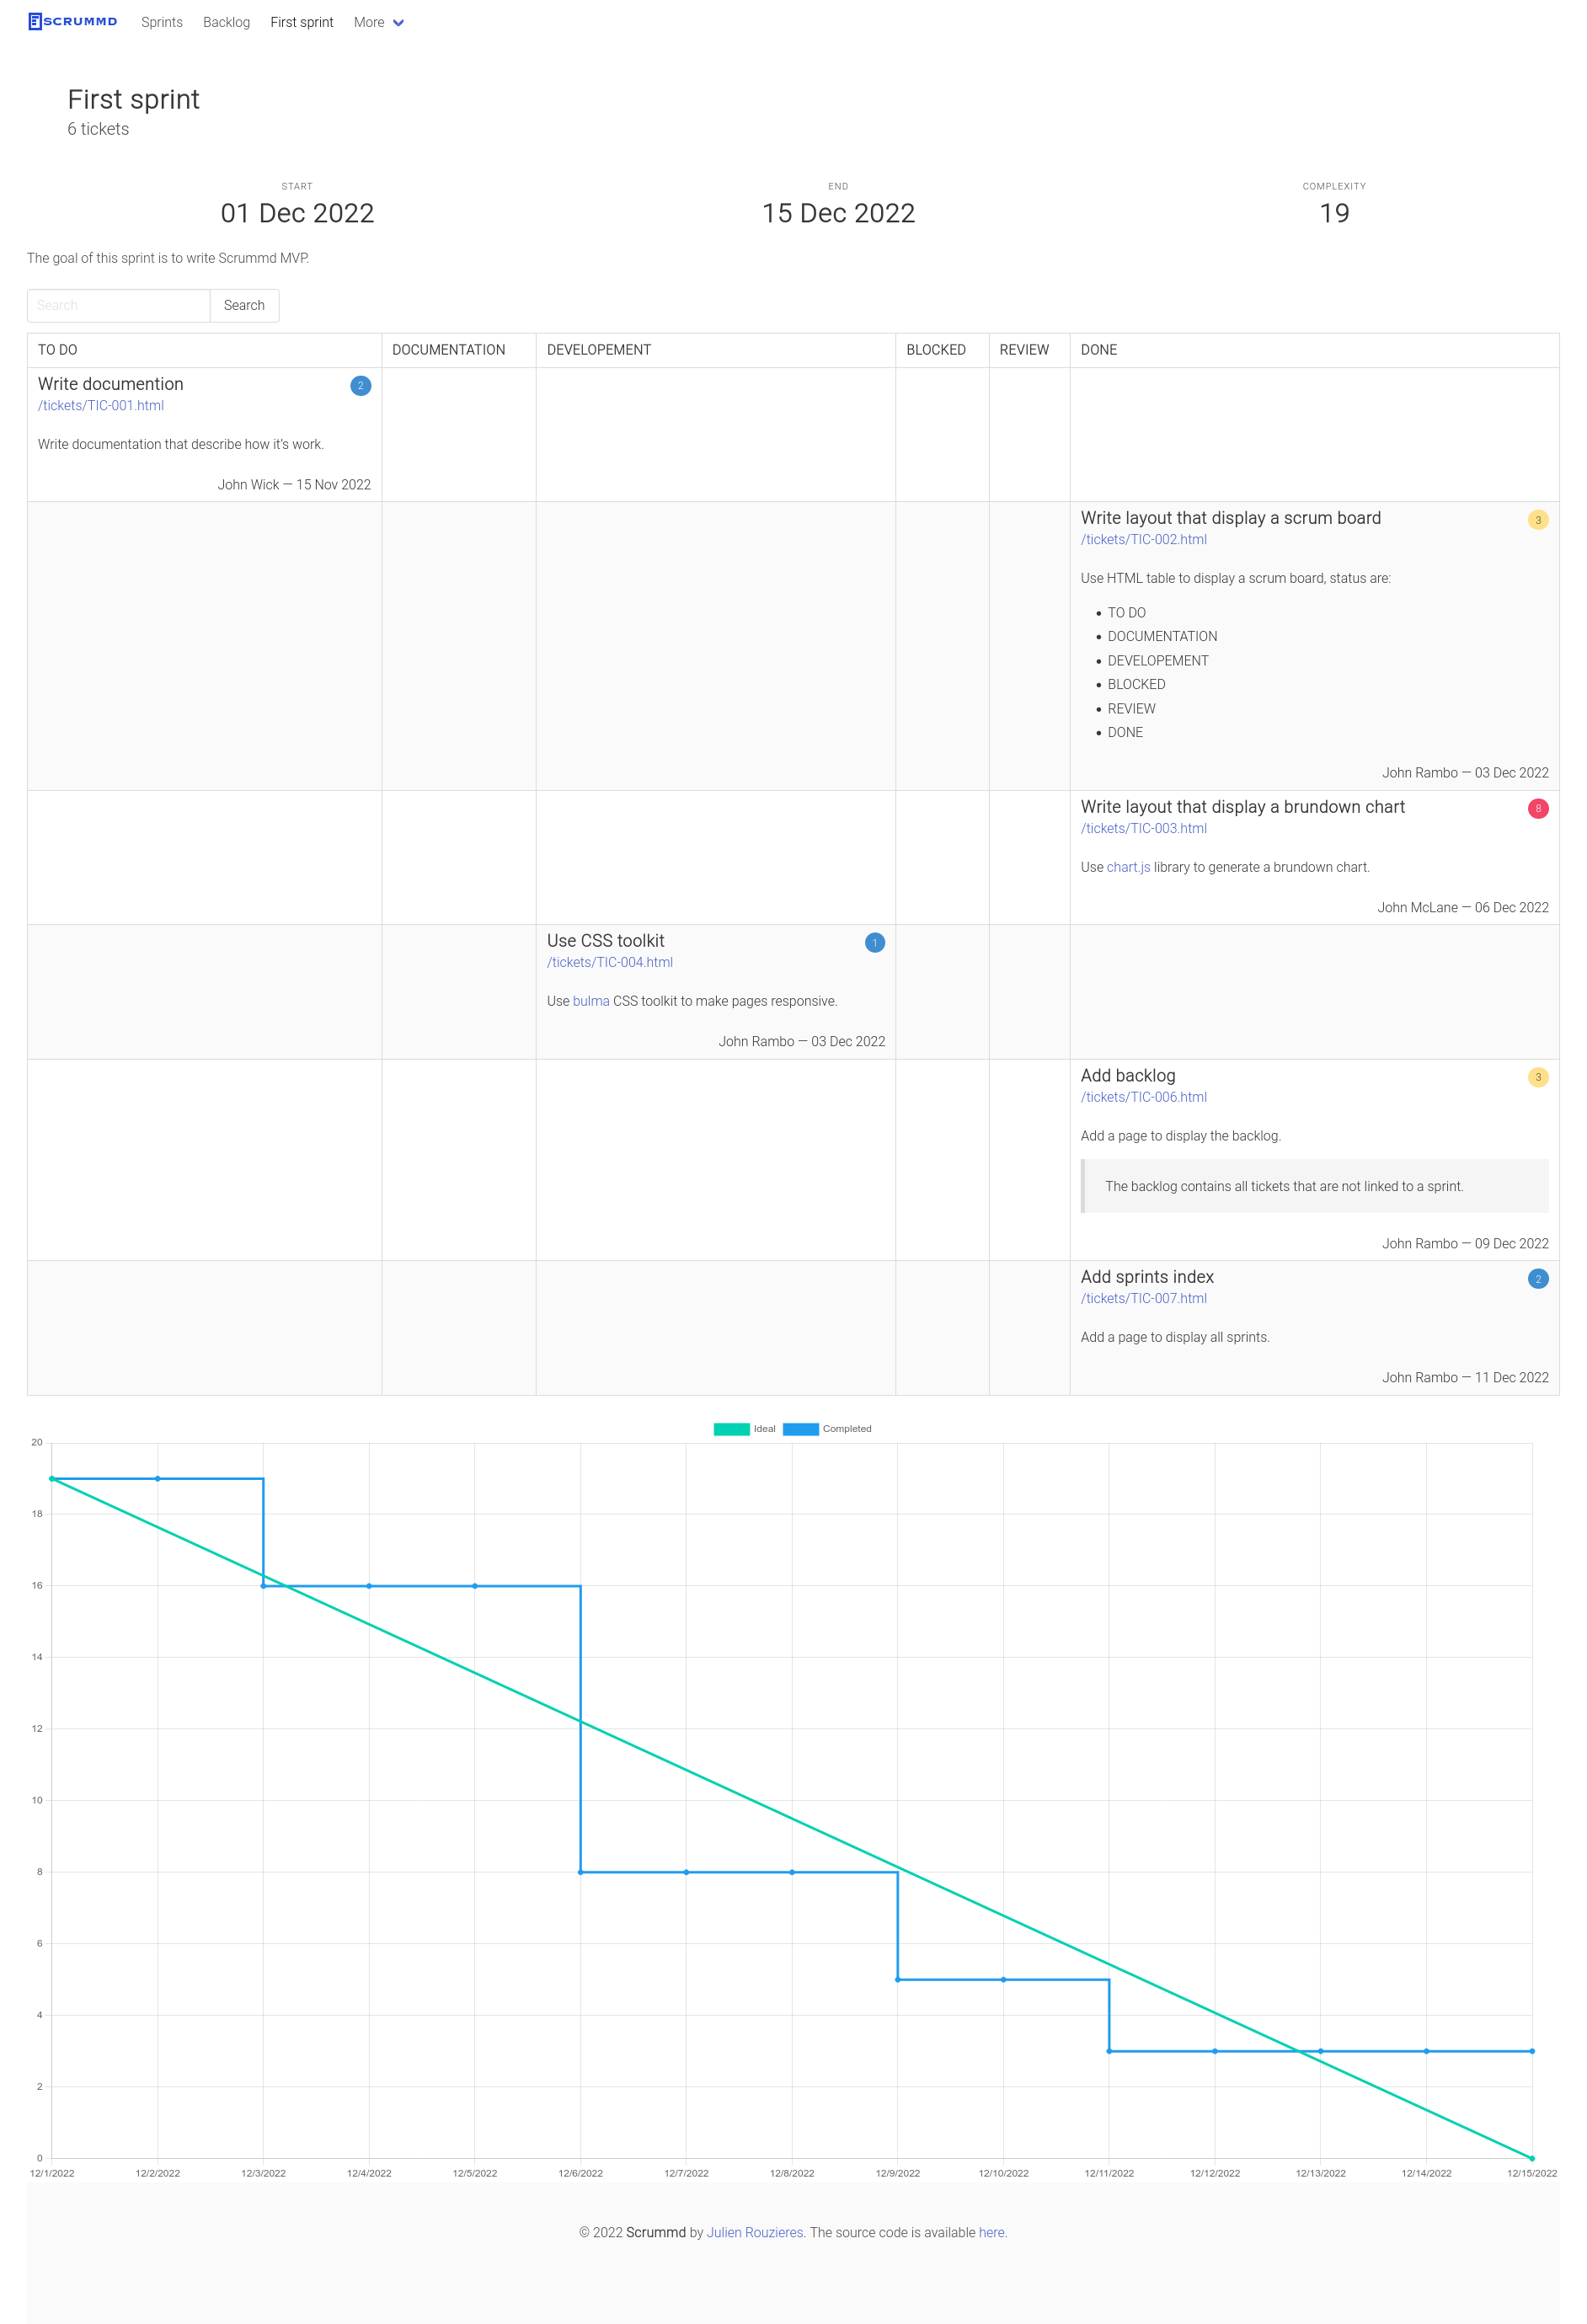 SCRUMMD Sprints Backlog First sprint More
First sprint
6 tickets
START END COMPLEXITY
01 Dec 2022 15 Dec 2022 19
The goal of this sprint is to write Scrummd MVP.
Search Search
TO DO DOCUMENTATION DEVELOPEMENT BLOCKED REVIEW DONE
Write documention 2
/tickets/TIC-001.html
Write documentation that describe how it's work.
John Wick — 15 Nov 2022
Write layout that display a scrum board 3
/tickets/TIC-002.html
Use HTML table to display a scrum board, status are:
• TO DO
• DOCUMENTATION
• DEVELOPEMENT
• BLOCKED
• REVIEW
• DONE
John Rambo — 03 Dec 2022
Write layout that display a brundown chart 8
/tickets/TIC-003.html
Use chart.js library to generate a brundown chart.
John McLane — 06 Dec 2022
Use CSS toolkit 1
/tickets/TIC-004.html
Use bulma CSS toolkit to make pages responsive.
John Rambo — 03 Dec 2022
Add backlog 3
/tickets/TIC-006.html
Add a page to display the backlog.
The backlog contains all tickets that are not linked to a sprint.
John Rambo — 09 Dec 2022
Add sprints index 2
/tickets/TIC-007.html
Add a page to display all sprints.
John Rambo — 11 Dec 2022
Ideal Completed
20
18
16
14
12
10
8
6
4
2
0
12/1/2022 12/2/2022 12/3/2022 12/4/2022 12/5/2022 12/6/2022 12/7/2022 12/8/2022 12/9/2022 12/10/2022 12/11/2022 12/12/2022 12/13/2022 12/14/2022 12/15/2022
© 2022 Scrummd by Julien Rouzieres. The source code is available here.